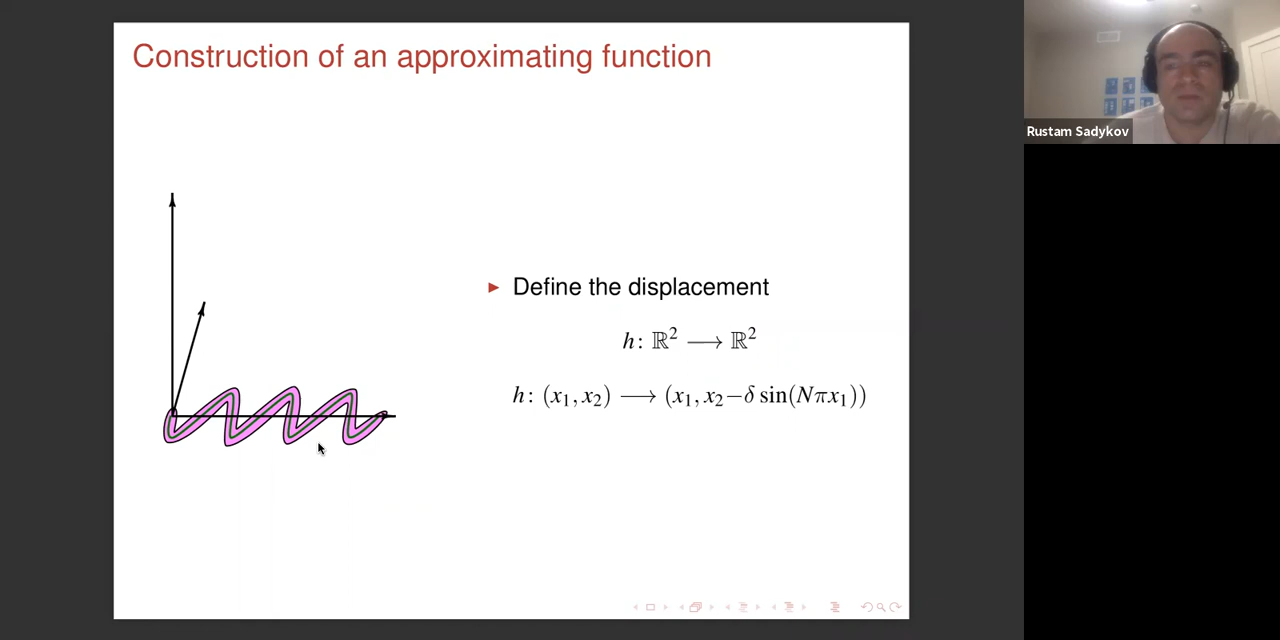 Construction of an approximating function
Rustam Sadykov
► Define the displacement
h: ℝ² ⟶ ℝ²
h: (x₁, x₂) ⟶ (x₁, x₂−δ sin(Nπx₁))